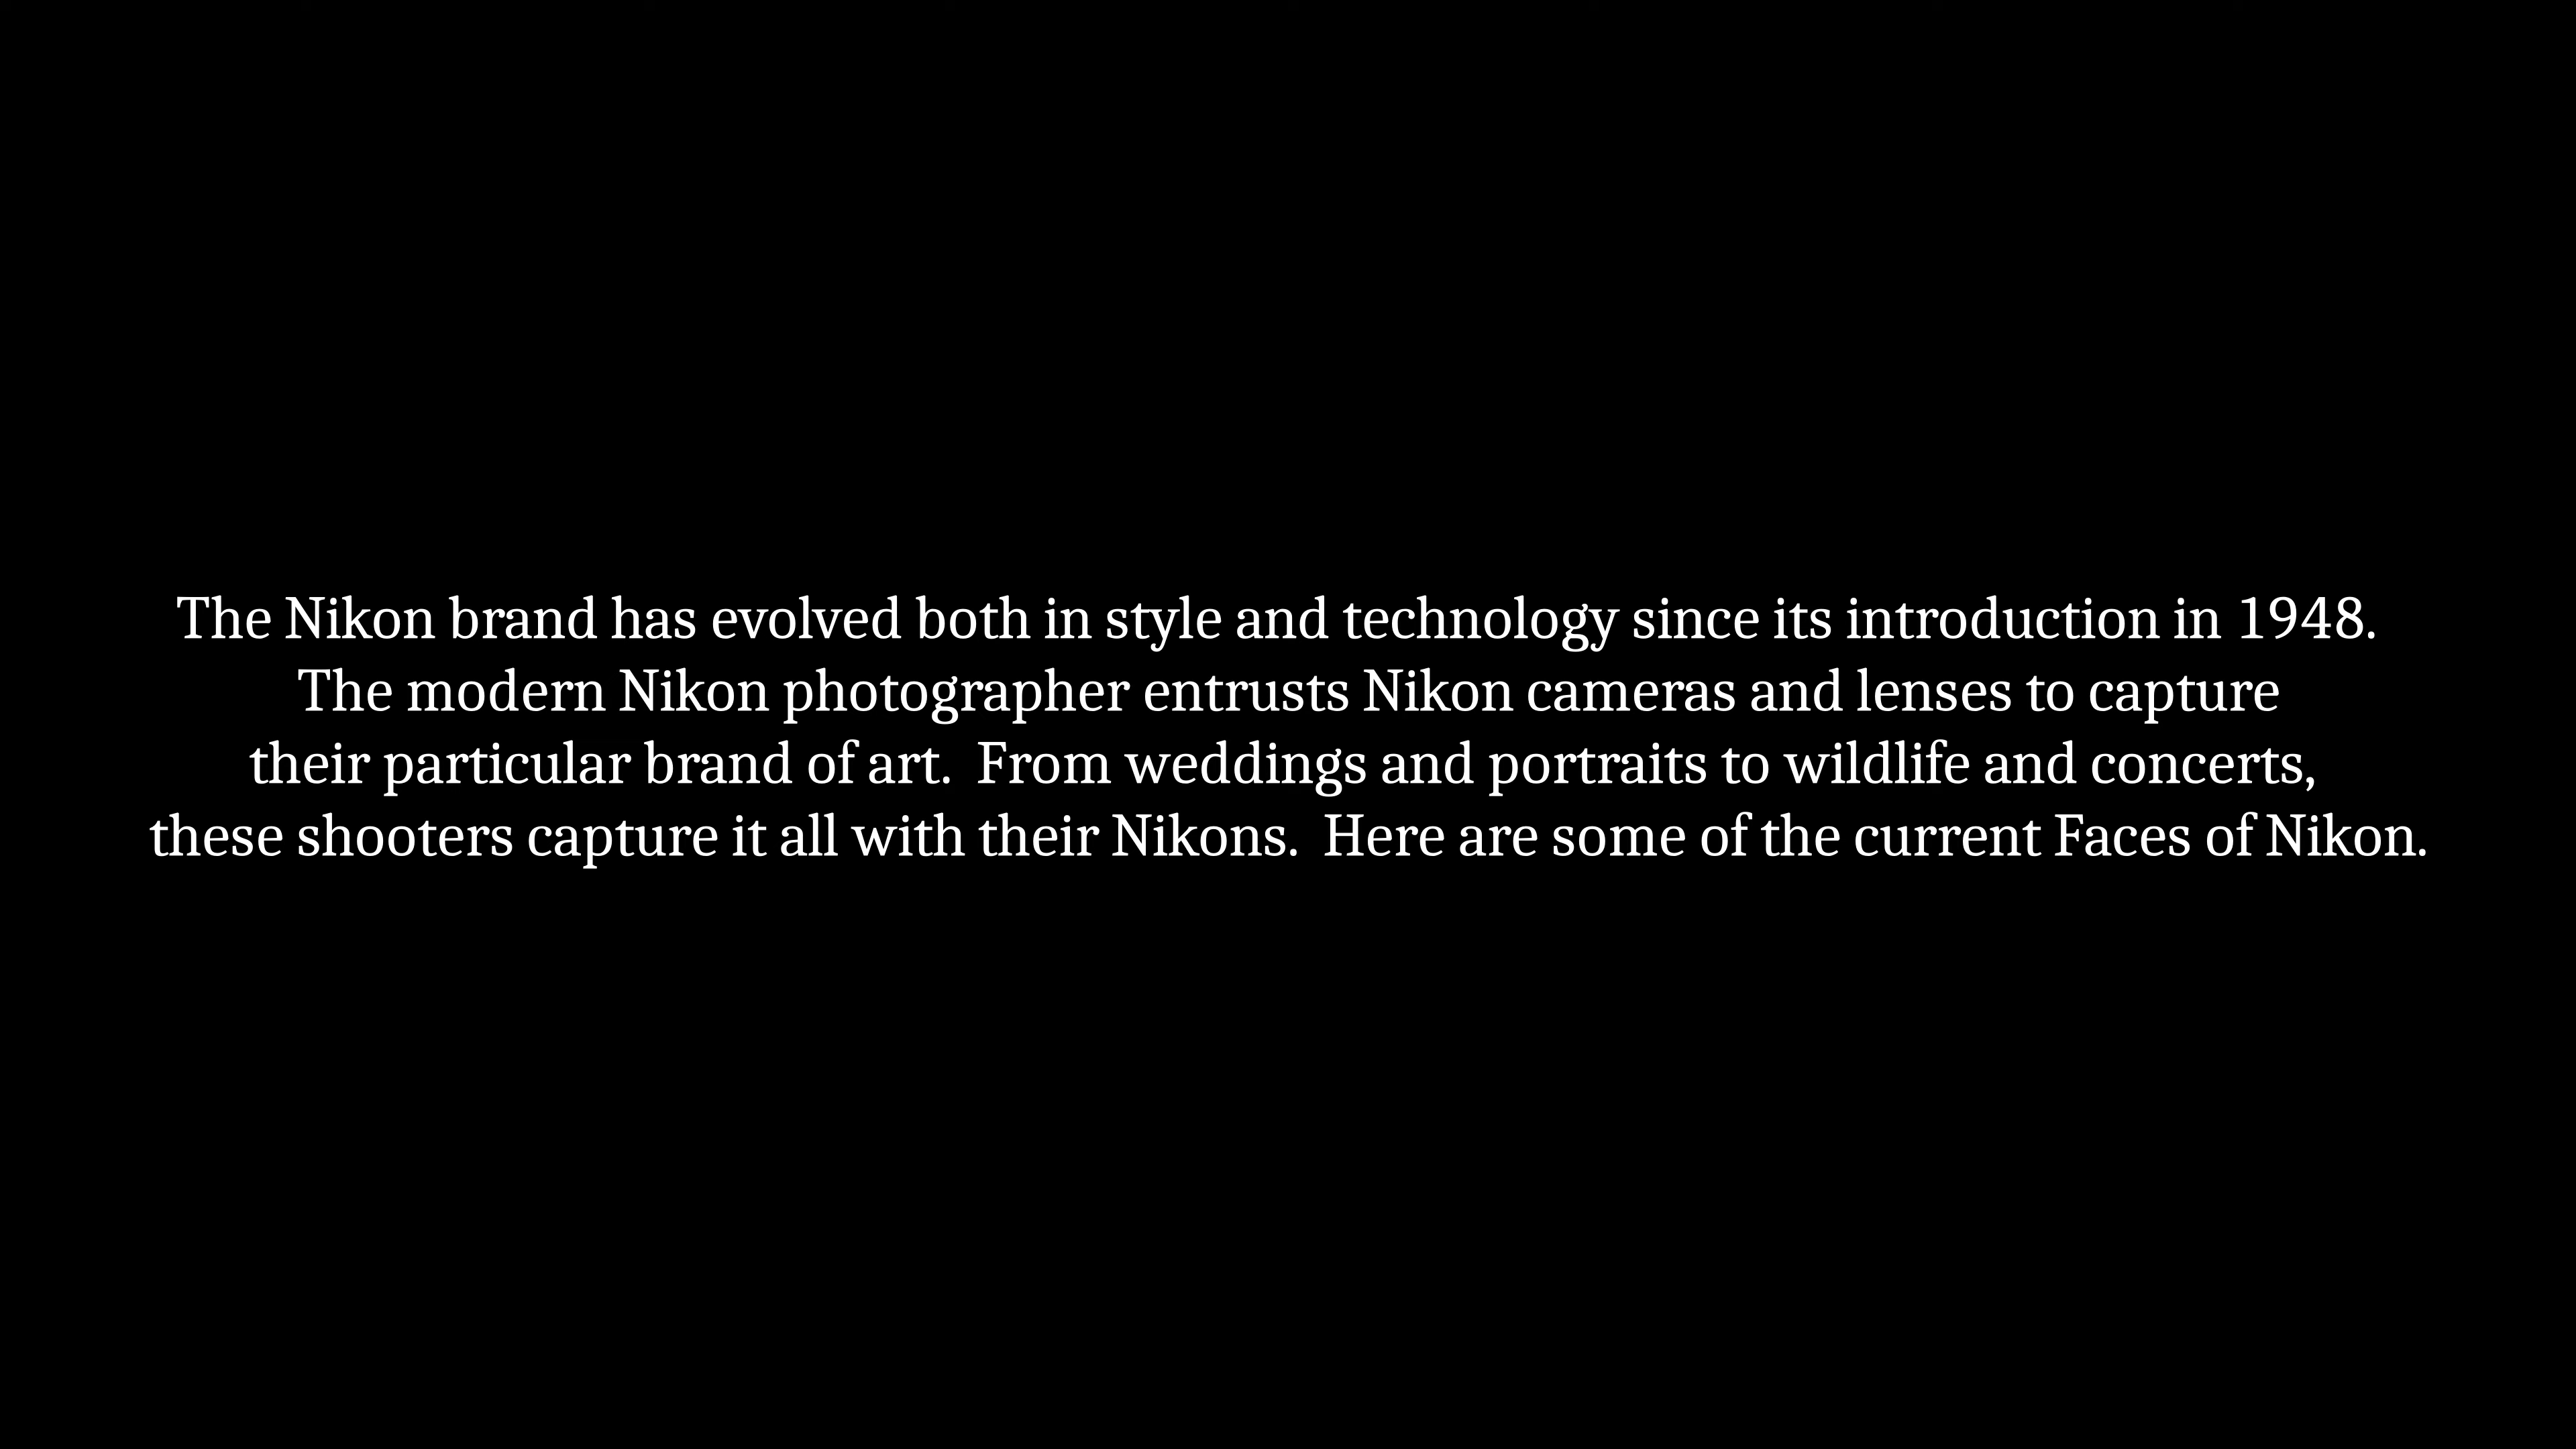 The Nikon brand has evolved both in style and technology since its introduction in 1948.
The modern Nikon photographer entrusts Nikon cameras and lenses to capture
their particular brand of art.  From weddings and portraits to wildlife and concerts,
these shooters capture it all with their Nikons.  Here are some of the current Faces of Nikon.